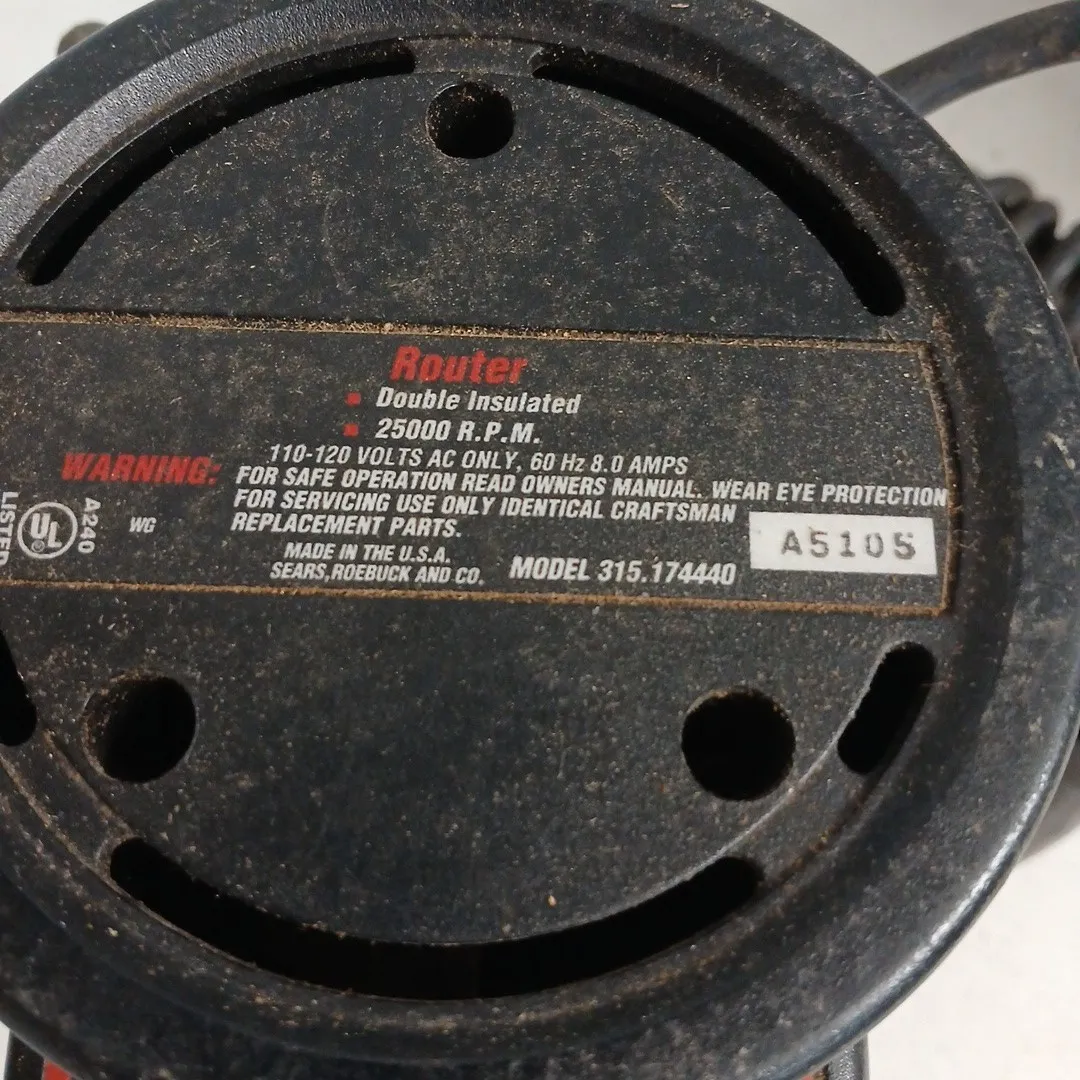 Router
▪ Double Insulated
▪ 25000 R.P.M.
110-120 VOLTS AC ONLY, 60 Hz 8.0 AMPS
WARNING: FOR SAFE OPERATION READ OWNERS MANUAL. WEAR EYE PROTECTION
FOR SERVICING USE ONLY IDENTICAL CRAFTSMAN
REPLACEMENT PARTS.
LISTED
UL
A240
WG
MADE IN THE U.S.A.
SEARS, ROEBUCK AND CO.
MODEL 315.174440
A5105